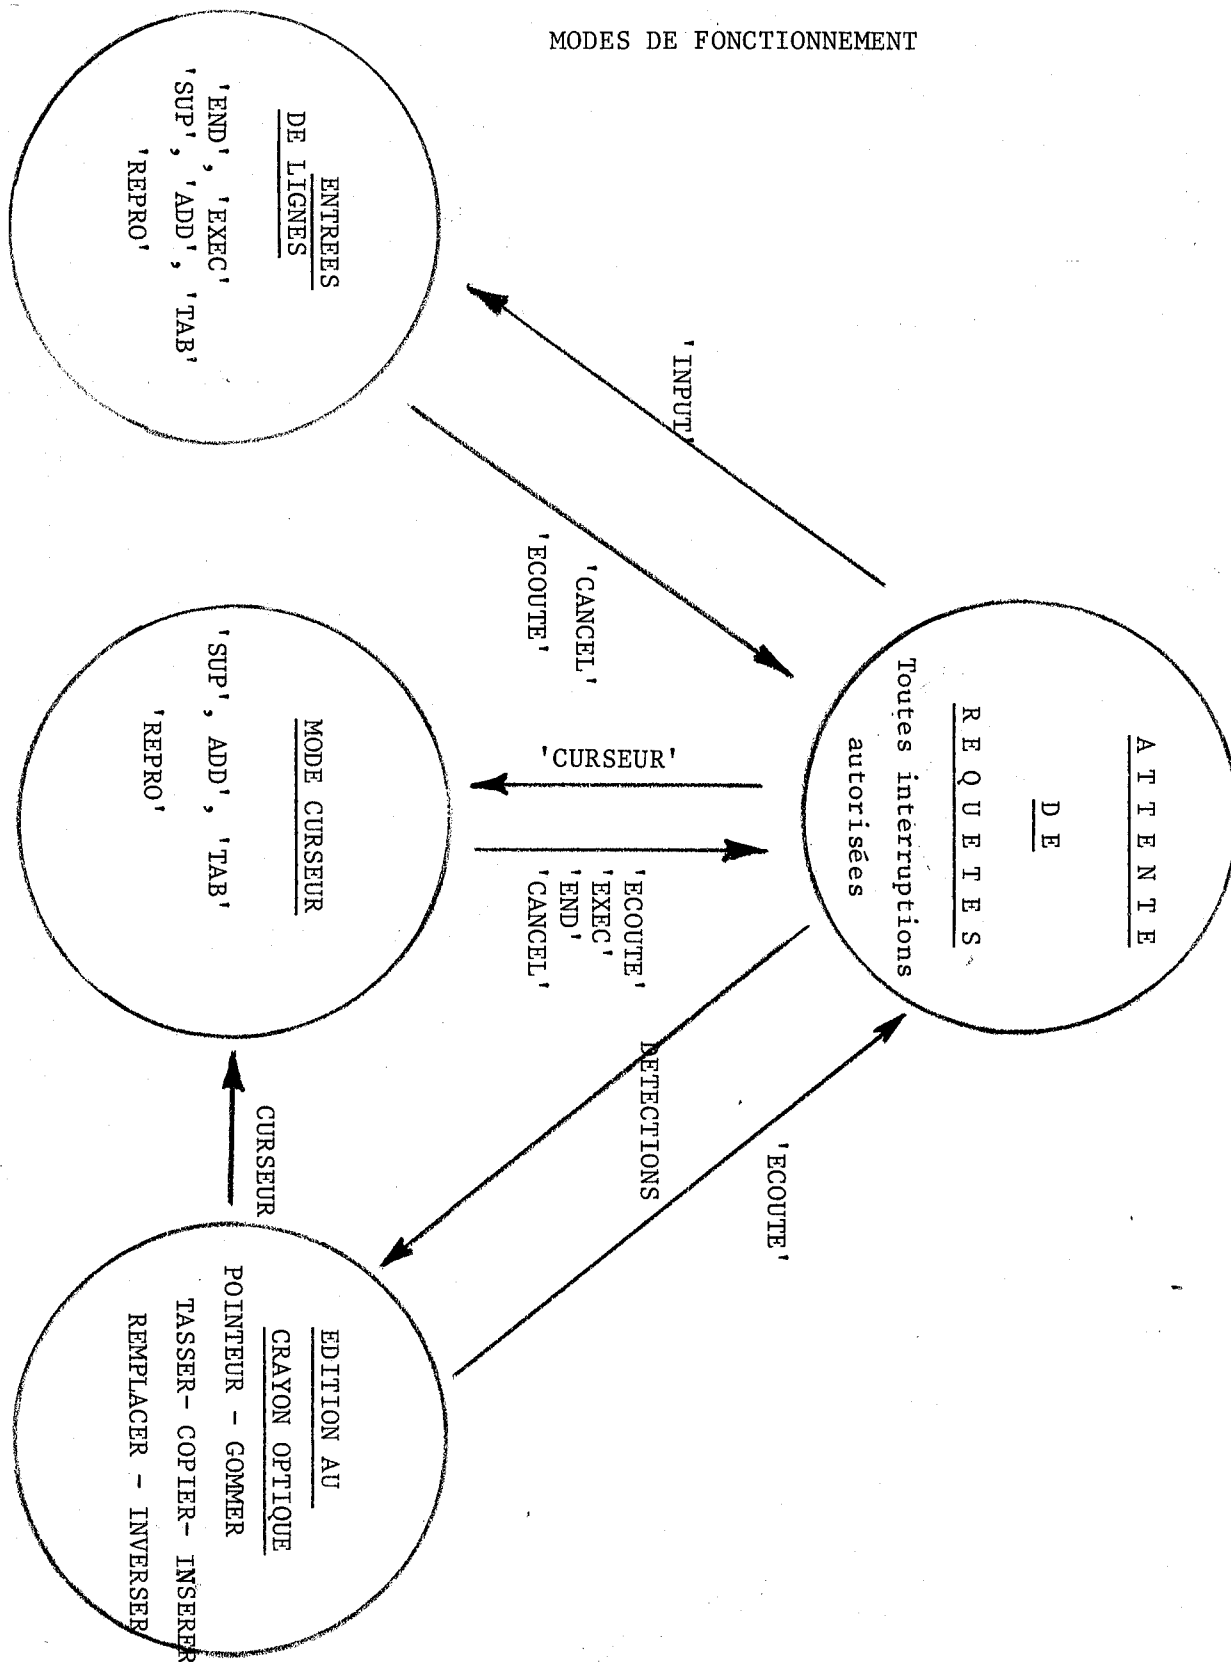 MODES DE FONCTIONNEMENT
A T T E N T E
D E
R E Q U E T E S
Toutes interruptions
autorisées
'INPUT'
'CANCEL'
'ECOUTE'
'CURSEUR'
'ECOUTE'
'EXEC'
'END'
'CANCEL'
DETECTIONS
'ECOUTE'
ENTREES
DE LIGNES
'END', 'EXEC'
'SUP', 'ADD', 'TAB'
'REPRO'
MODE CURSEUR
'SUP', ADD', 'TAB'
'REPRO'
CURSEUR
EDITION AU
CRAYON OPTIQUE
POINTEUR - GOMMER
TASSER- COPIER- INSERER
REMPLACER - INVERSER